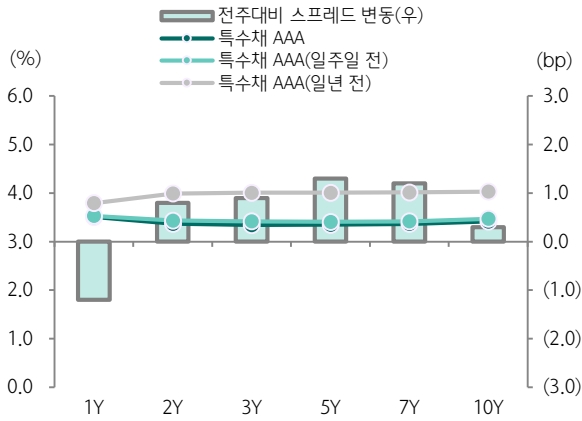 전주대비 스프레드 변동(우)
특수채 AAA
특수채 AAA(일주일 전)
특수채 AAA(일년 전)
(%) (bp)
6.0 3.0
5.0 2.0
4.0 1.0
3.0 0.0
2.0 (1.0)
1.0 (2.0)
0.0 (3.0)
1Y 2Y 3Y 5Y 7Y 10Y